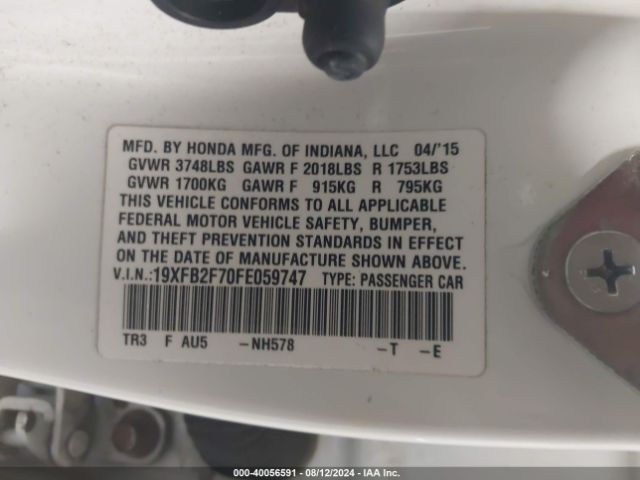 MFD. BY HONDA MFG. OF INDIANA, LLC 04/'15
GVWR 3748LBS GAWR F 2018LBS R 1753LBS
GVWR 1700KG GAWR F 915KG R 795KG
THIS VEHICLE CONFORMS TO ALL APPLICABLE
FEDERAL MOTOR VEHICLE SAFETY, BUMPER,
AND THEFT PREVENTION STANDARDS IN EFFECT
ON THE DATE OF MANUFACTURE SHOWN ABOVE.
V.I.N.:19XFB2F70FE059747 TYPE: PASSENGER CAR
TR3 F AU5 -NH578 -T -E
000-40056591 - 08/12/2024 - IAA Inc.